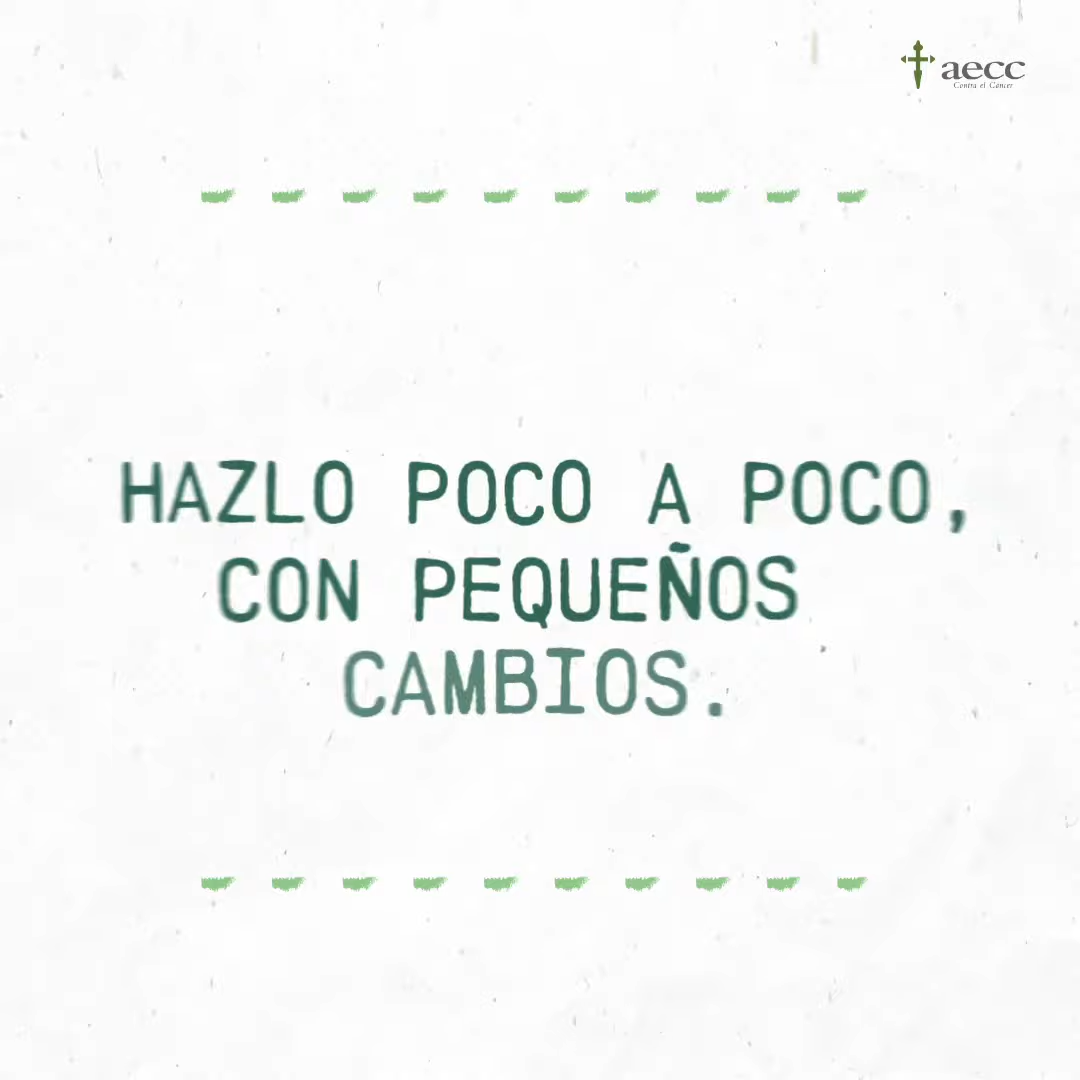 aecc
Contra el Cáncer
HAZLO POCO A POCO,
CON PEQUEÑOS
CAMBIOS.